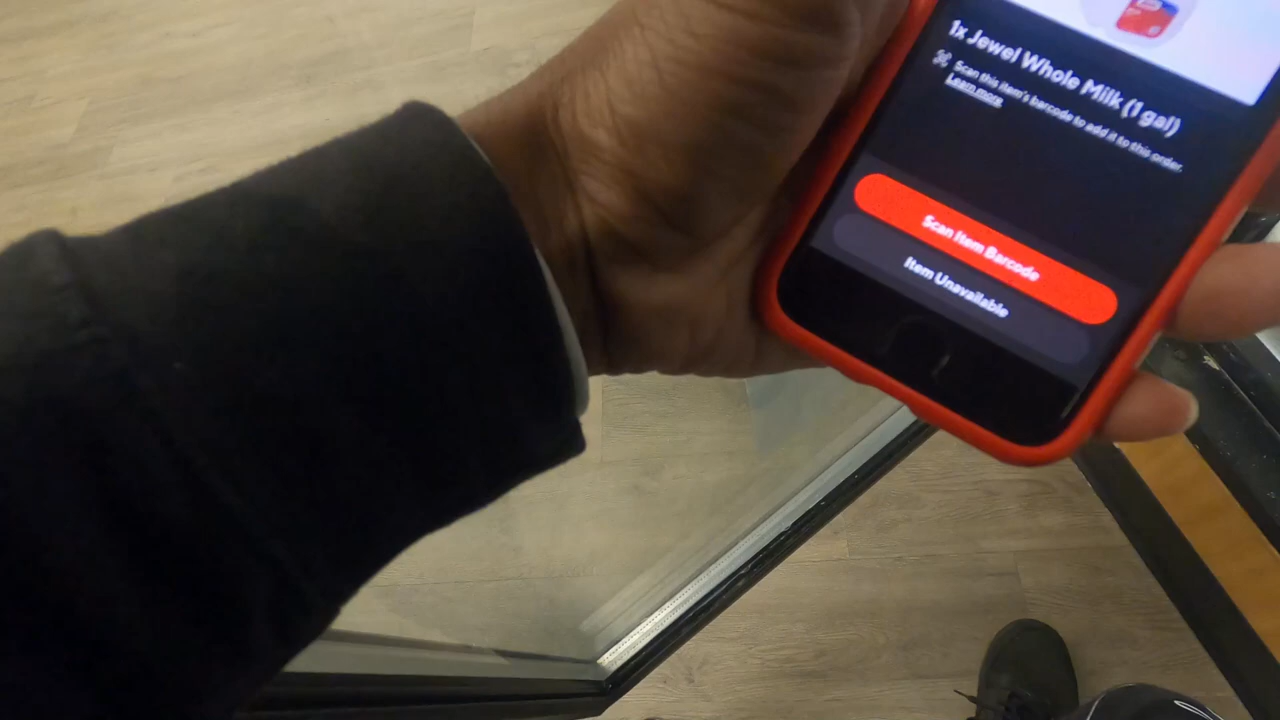 1x Jewel Whole Milk (1 gal)
Scan this item's barcode to add it to this order.
Learn more
Scan Item Barcode
Item Unavailable